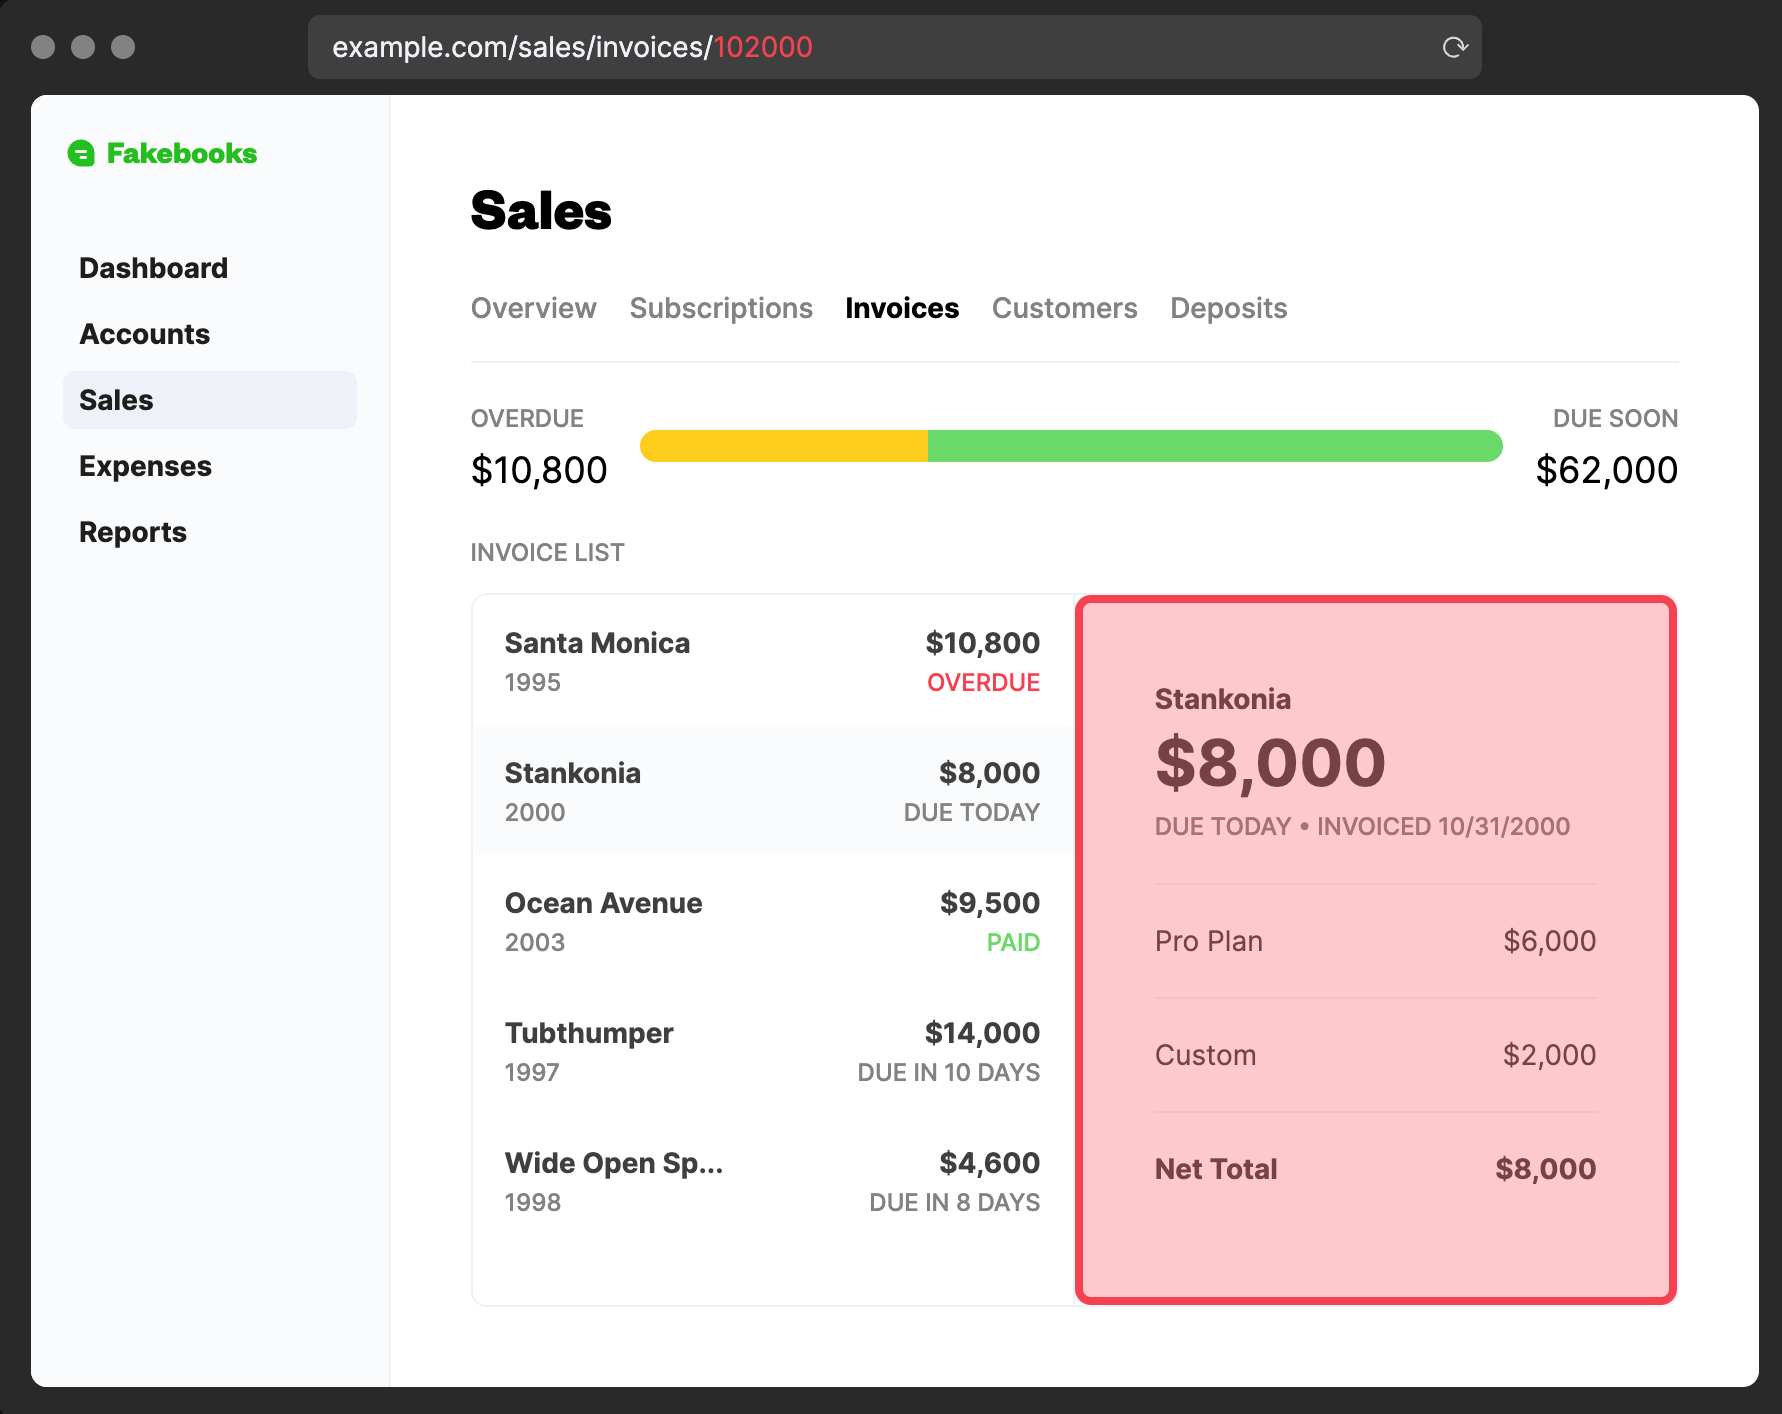 example.com/sales/invoices/102000
Fakebooks
Dashboard
Accounts
Sales
Expenses
Reports
Sales
Overview Subscriptions Invoices Customers Deposits
OVERDUE
$10,800
DUE SOON
$62,000
INVOICE LIST
Santa Monica $10,800
1995 OVERDUE
Stankonia $8,000
2000 DUE TODAY
Ocean Avenue $9,500
2003 PAID
Tubthumper $14,000
1997 DUE IN 10 DAYS
Wide Open Sp... $4,600
1998 DUE IN 8 DAYS
Stankonia
$8,000
DUE TODAY • INVOICED 10/31/2000
Pro Plan $6,000
Custom $2,000
Net Total $8,000